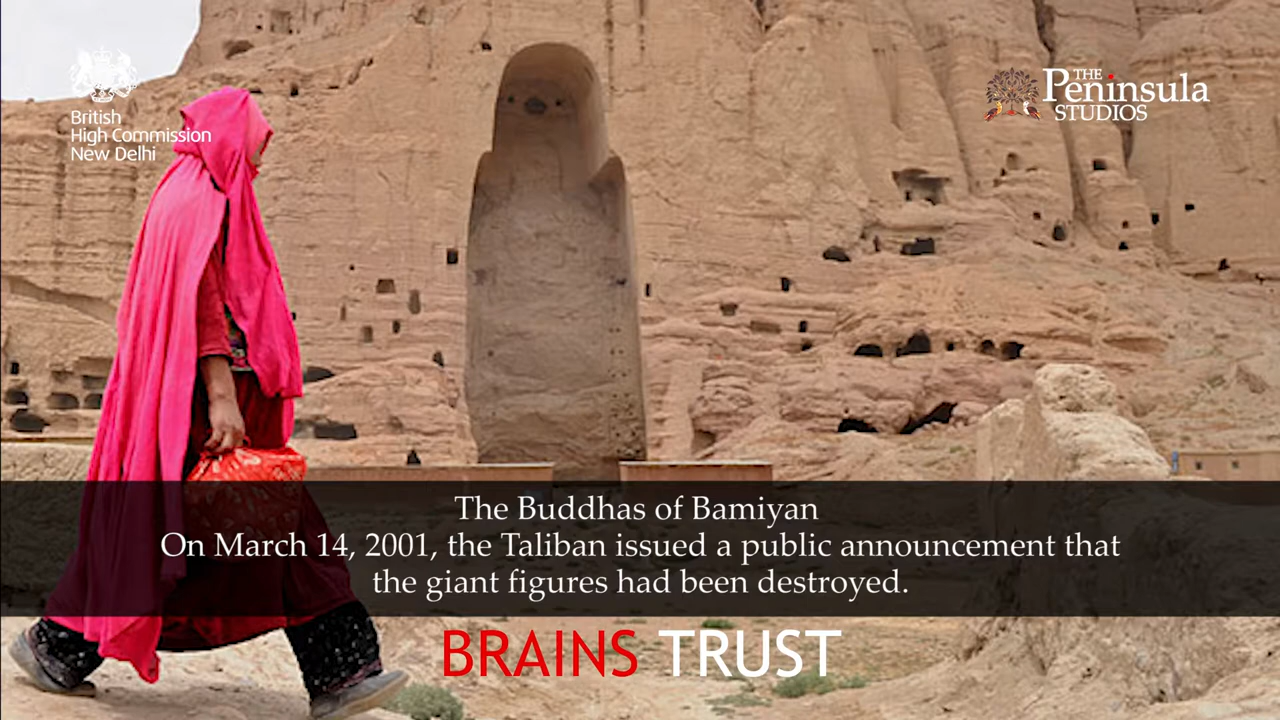 British
High Commission
New Delhi
THE
Peninsula
STUDIOS
The Buddhas of Bamiyan
On March 14, 2001, the Taliban issued a public announcement that
the giant figures had been destroyed.
BRAINS TRUST